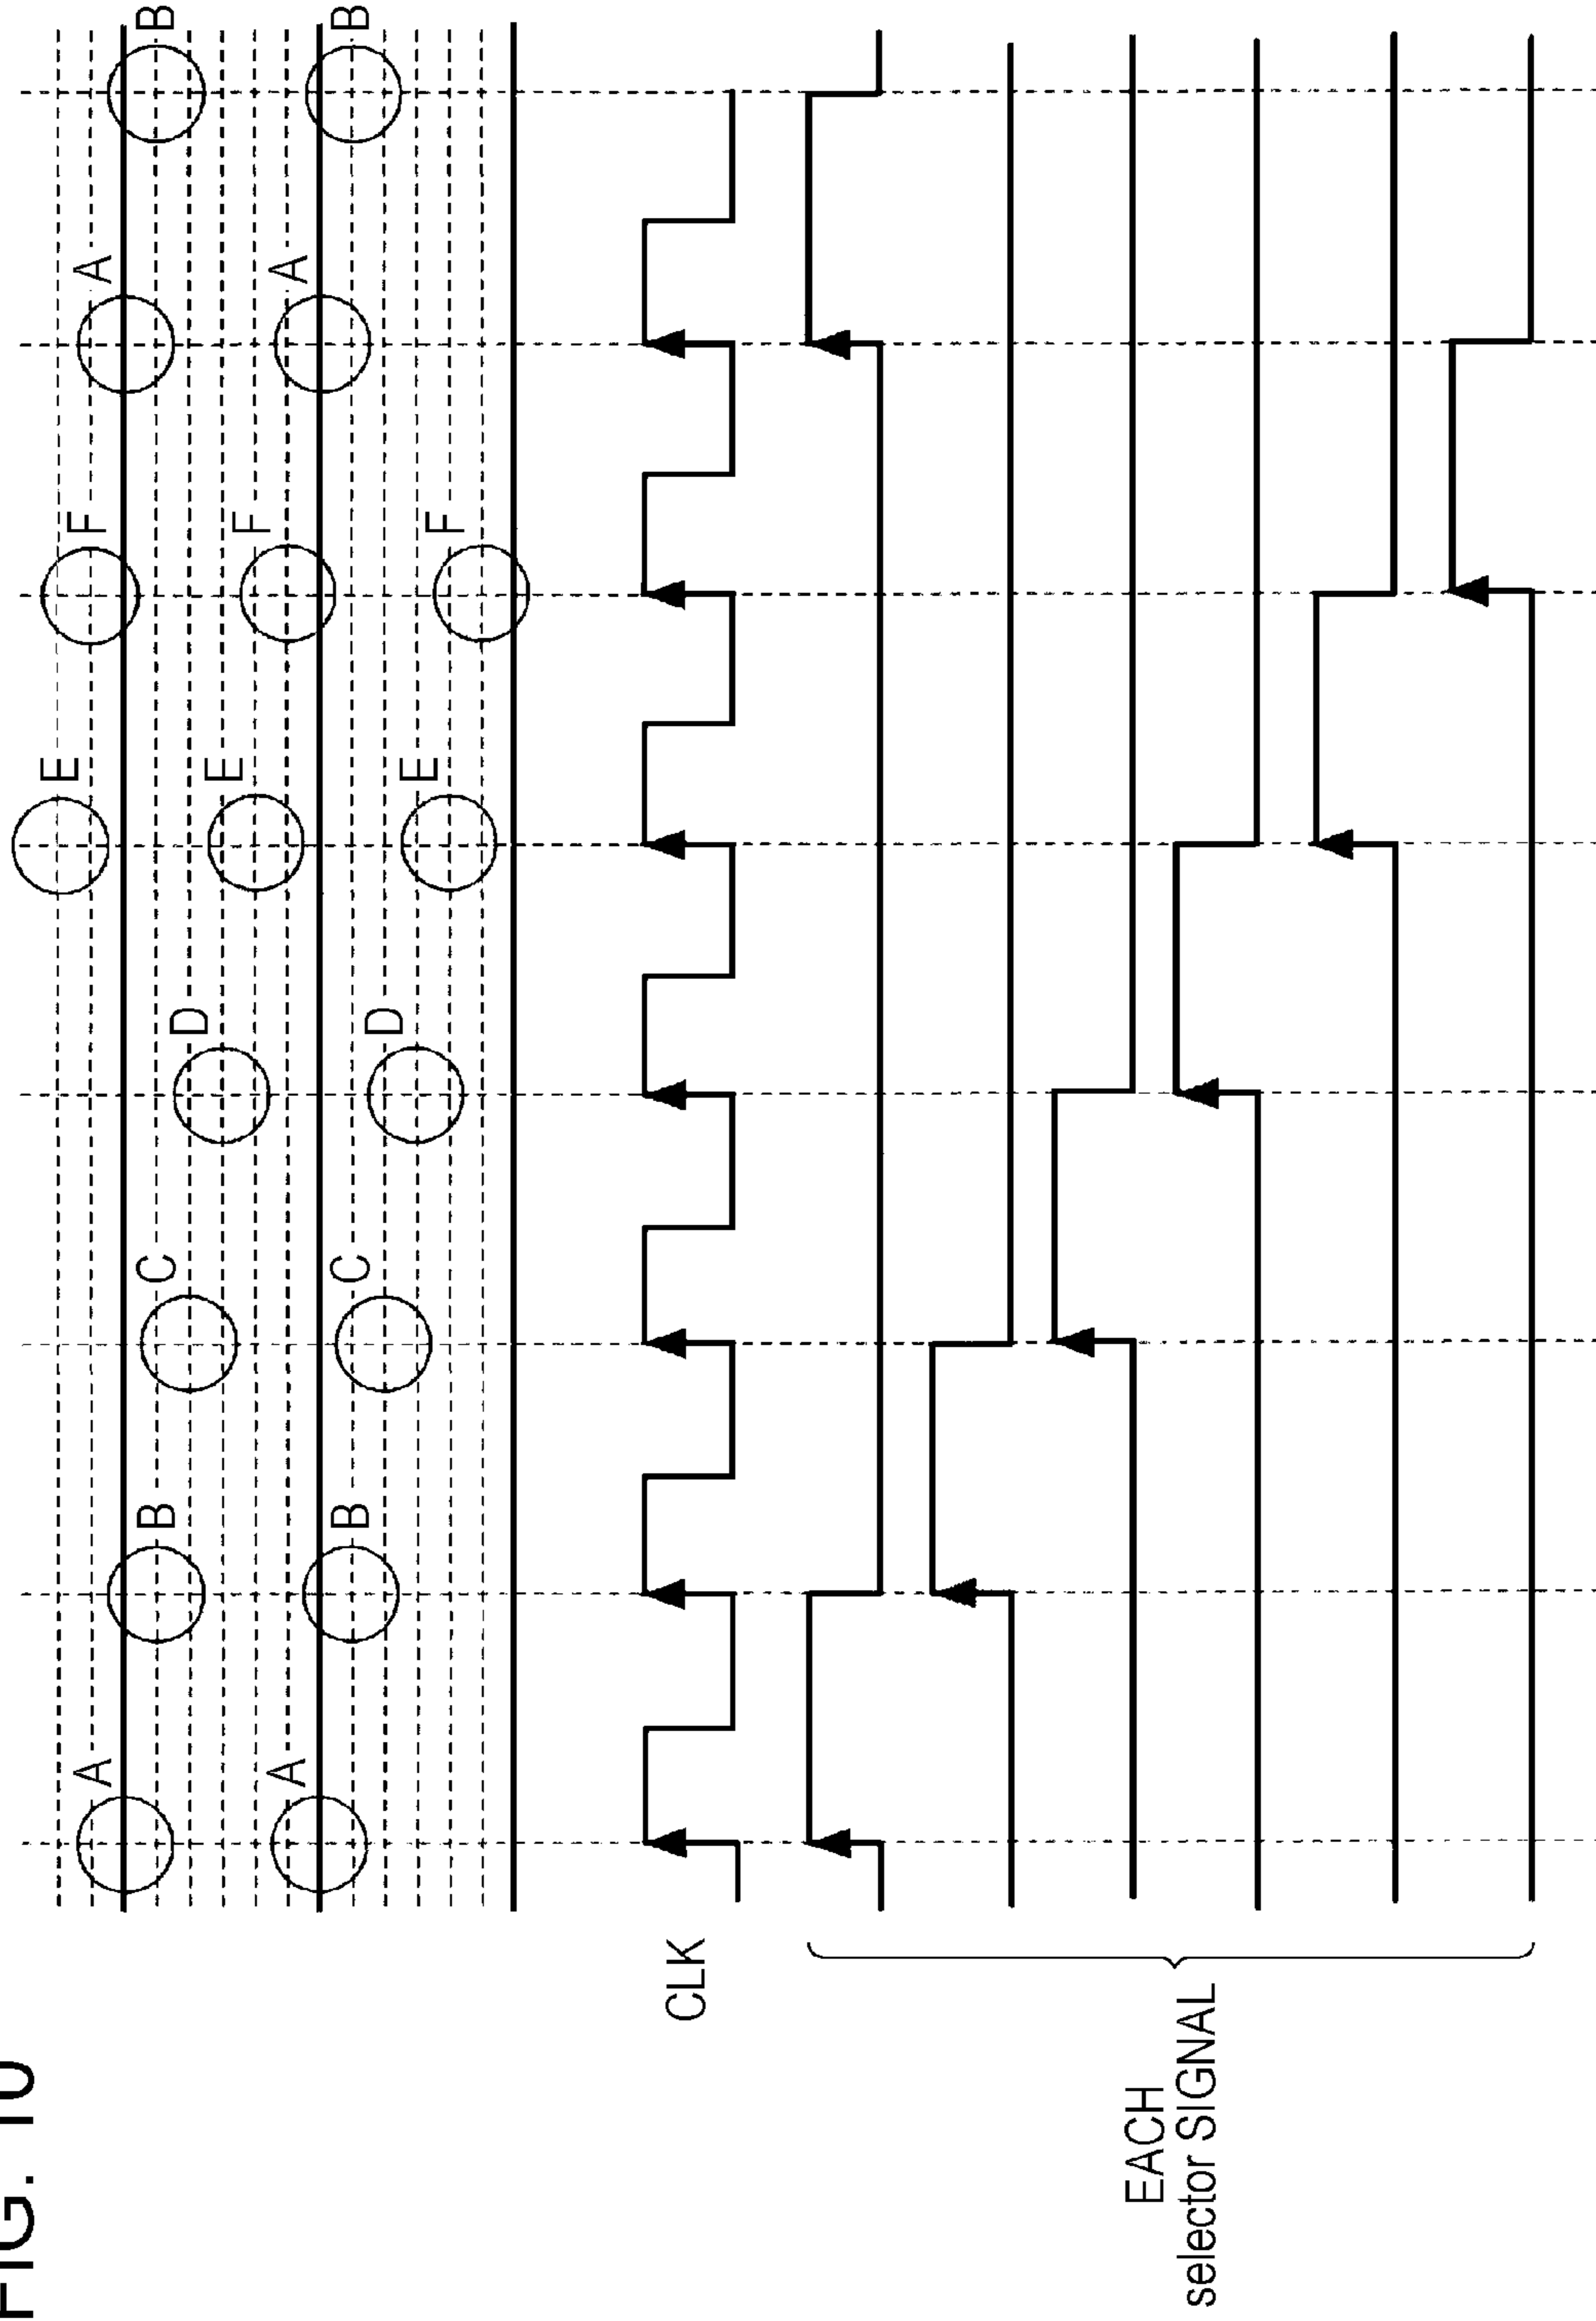 FIG. 10
E
F
A B C D E F A B
A B C D E F A B
CLK
EACH
selector SIGNAL